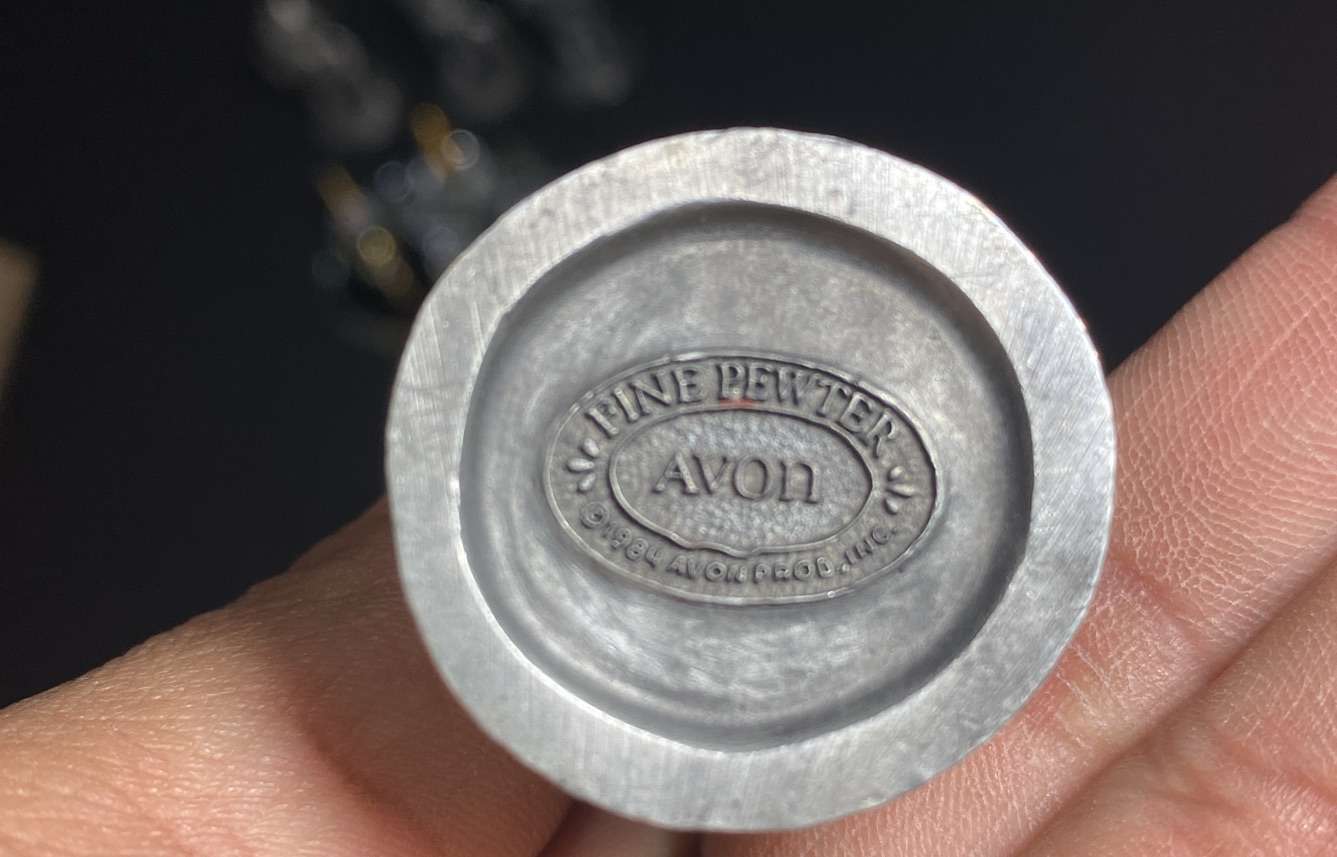 FINE PEWTER
AVON
©1984 AVON PROD., INC.